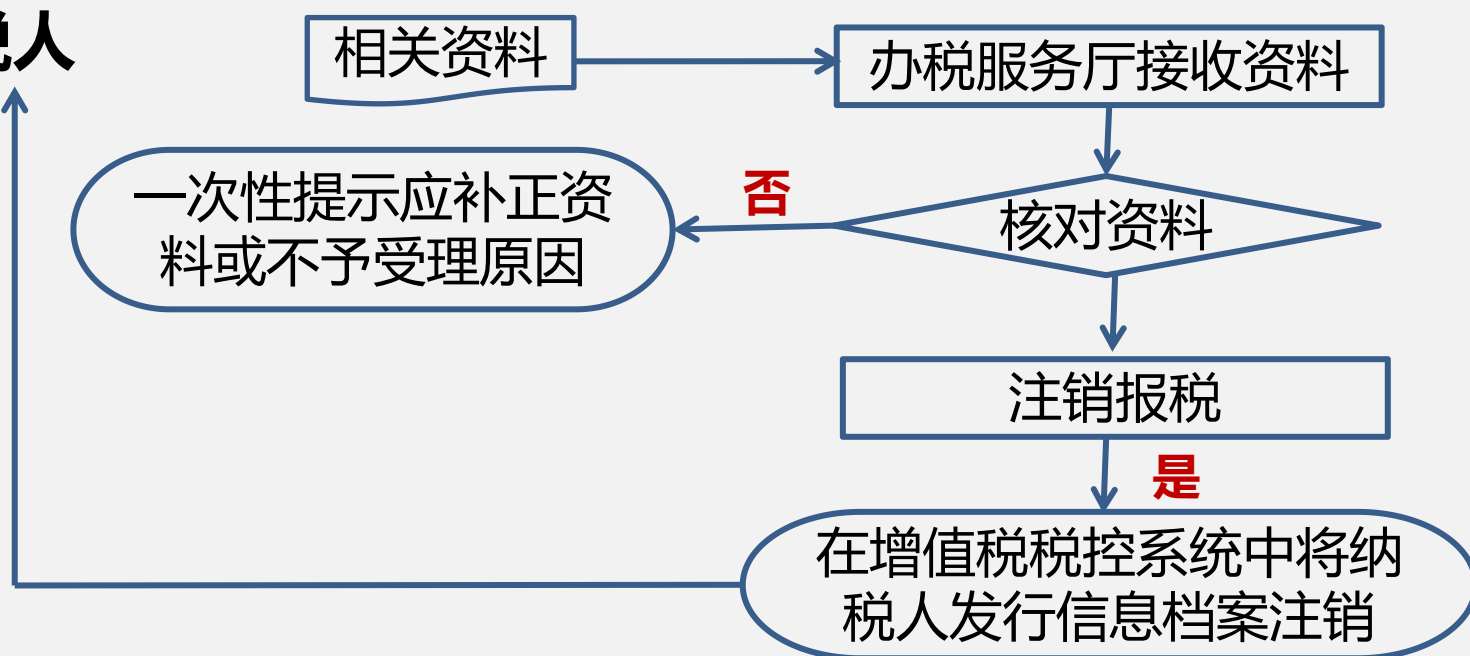 税人
相关资料
办税服务厅接收资料
一次性提示应补正资
料或不予受理原因
否
核对资料
注销报税
是
在增值税税控系统中将纳
税人发行信息档案注销